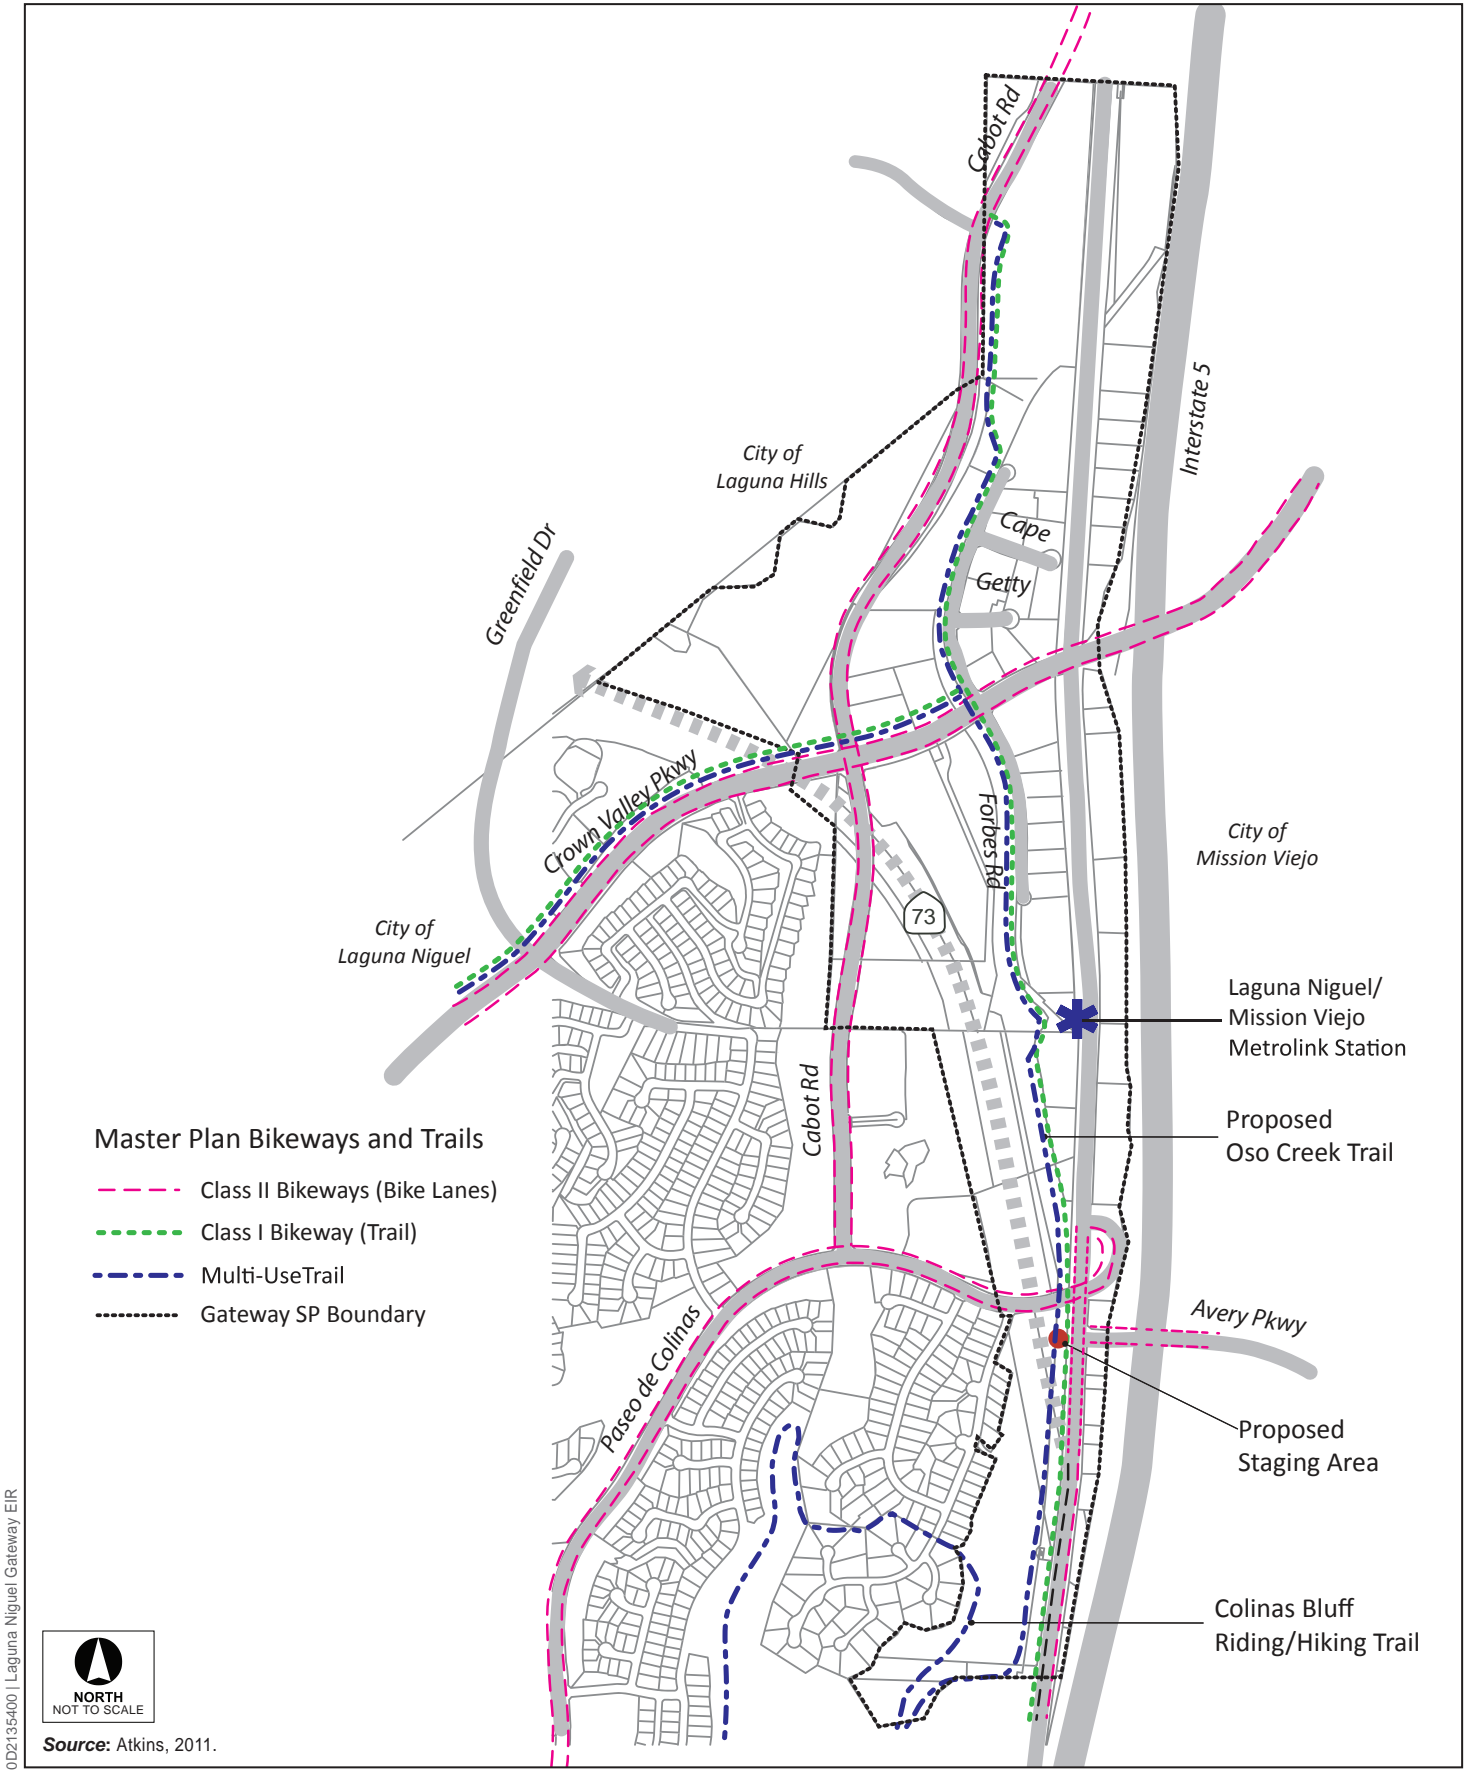 Cabot Rd
Interstate 5
City of
Laguna Hills
Cape
Greenfield Dr
Getty
Crown Valley Pkwy
Forbes Rd
City of
Mission Viejo
73
City of
Laguna Niguel
Laguna Niguel/
Mission Viejo
Metrolink Station
Cabot Rd
Proposed
Oso Creek Trail
Master Plan Bikeways and Trails
Class II Bikeways (Bike Lanes)
Class I Bikeway (Trail)
Multi-UseTrail
Gateway SP Boundary
Avery Pkwy
Paseo de Colinas
Proposed
Staging Area
Colinas Bluff
Riding/Hiking Trail
NORTH
NOT TO SCALE
Source: Atkins, 2011.
0D2135400 | Laguna Niguel Gateway EIR